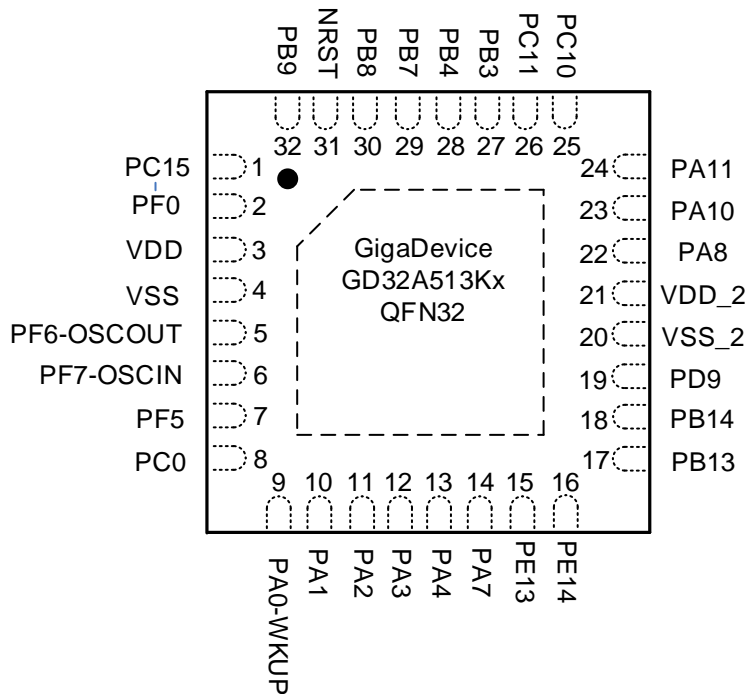 PB9
NRST
PB8
PB7
PB4
PB3
PC11
PC10
32 31 30 29 28 27 26 25
PC15 1
PF0 2
VDD 3
VSS 4
PF6-OSCOUT 5
PF7-OSCIN 6
PF5 7
PC0 8
GigaDevice
GD32A513Kx
QFN32
24 PA11
23 PA10
22 PA8
21 VDD_2
20 VSS_2
19 PD9
18 PB14
17 PB13
9 10 11 12 13 14 15 16
PA0-WKUP
PA1
PA2
PA3
PA4
PA7
PE13
PE14